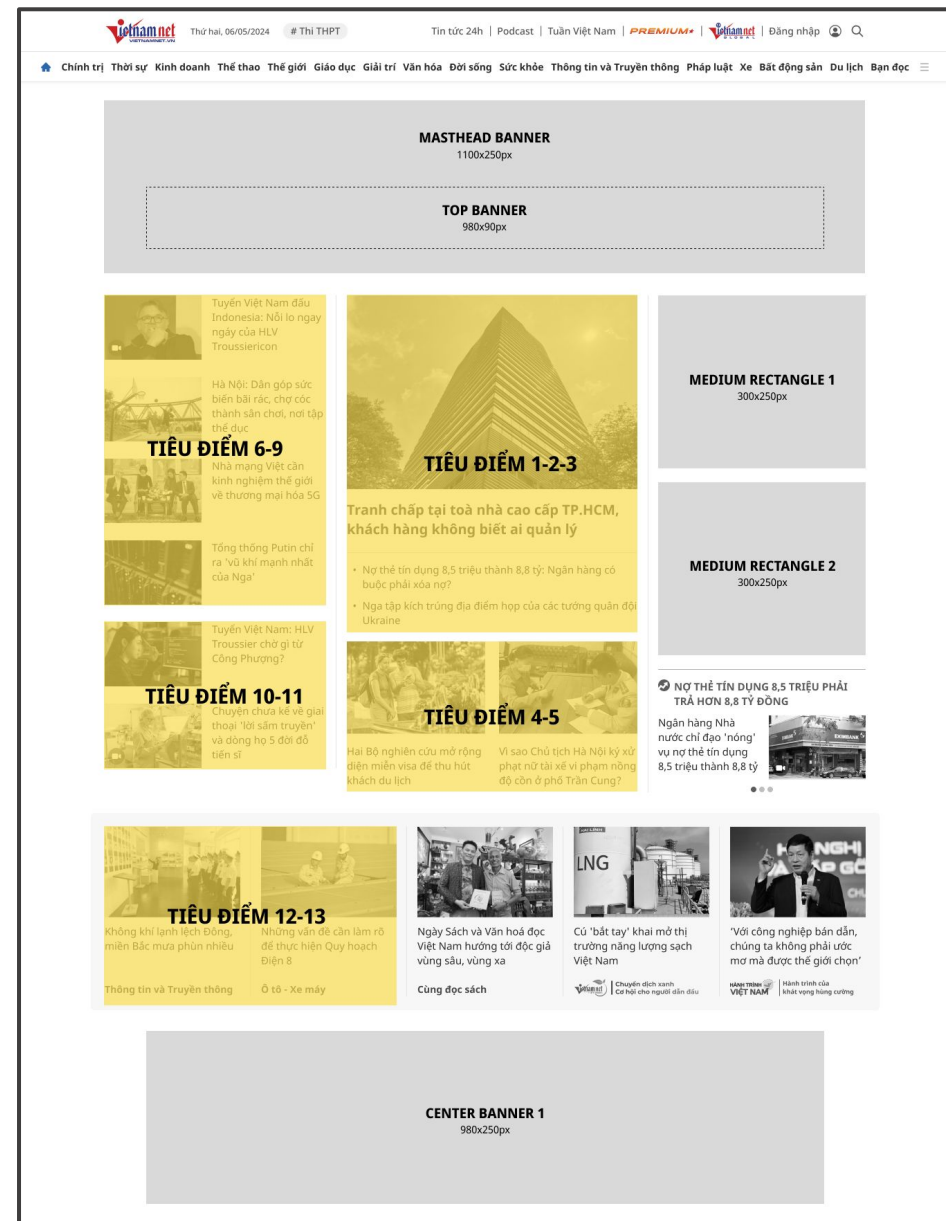 vietnamnet
VIETNAMNET.VN
Thứ hai, 06/05/2024
# Thi THPT
Tin tức 24h | Podcast | Tuần Việt Nam | PREMIUM | vietnamnet GLOBAL | Đăng nhập
Chính trị Thời sự Kinh doanh Thể thao Thế giới Giáo dục Giải trí Văn hóa Đời sống Sức khỏe Thông tin và Truyền thông Pháp luật Xe Bất động sản Du lịch Bạn đọc
MASTHEAD BANNER
1100x250px
TOP BANNER
980x90px
Tuyển Việt Nam đấu
Indonesia: Nỗi lo ngay
ngáy của HLV
Troussiericon
Hà Nội: Dân góp sức
biến bãi rác, chợ cóc
thành sân chơi, nơi tập
thể dục
TIÊU ĐIỂM 6-9
Nhà mạng Việt cần
kinh nghiệm thế giới
về thương mại hóa 5G
Tổng thống Putin chỉ
ra 'vũ khí mạnh nhất
của Nga'
Tuyển Việt Nam: HLV
Troussier chờ gì từ
Công Phượng?
TIÊU ĐIỂM 10-11
Chuyện chưa kể về giai
thoại 'lời sấm truyền'
và dòng họ 5 đời đỗ
tiến sĩ
TIÊU ĐIỂM 1-2-3
Tranh chấp tại toà nhà cao cấp TP.HCM,
khách hàng không biết ai quản lý
• Nợ thẻ tín dụng 8,5 triệu thành 8,8 tỷ: Ngân hàng có
buộc phải xóa nợ?
• Nga tập kích trúng địa điểm họp của các tướng quân đội
Ukraine
TIÊU ĐIỂM 4-5
Hai Bộ nghiên cứu mở rộng
diện miễn visa để thu hút
khách du lịch
Vì sao Chủ tịch Hà Nội ký xử
phạt nữ tài xế vi phạm nồng
độ cồn ở phố Trần Cung?
MEDIUM RECTANGLE 1
300x250px
MEDIUM RECTANGLE 2
300x250px
NỢ THẺ TÍN DỤNG 8,5 TRIỆU PHẢI
TRẢ HƠN 8,8 TỶ ĐỒNG
Ngân hàng Nhà
nước chỉ đạo 'nóng'
vụ nợ thẻ tín dụng
8,5 triệu thành 8,8 tỷ
EXIMBANK
TIÊU ĐIỂM 12-13
Không khí lạnh lệch Đông,
miền Bắc mưa phùn nhiều
Thông tin và Truyền thông
Những vấn đề cần làm rõ
để thực hiện Quy hoạch
Điện 8
Ô tô - Xe máy
Ngày Sách và Văn hoá đọc
Việt Nam hướng tới độc giả
vùng sâu, vùng xa
Cùng đọc sách
LNG
Cú 'bắt tay' khai mở thị
trường năng lượng sạch
Việt Nam
vietnamnet
Chuyển dịch xanh
Cơ hội cho người dẫn đầu
'Với công nghiệp bán dẫn,
chúng ta không phải ước
mơ mà được thế giới chọn'
HÀNH TRÌNH
VIỆT NAM
Hành trình của
khát vọng hùng cường
CENTER BANNER 1
980x250px